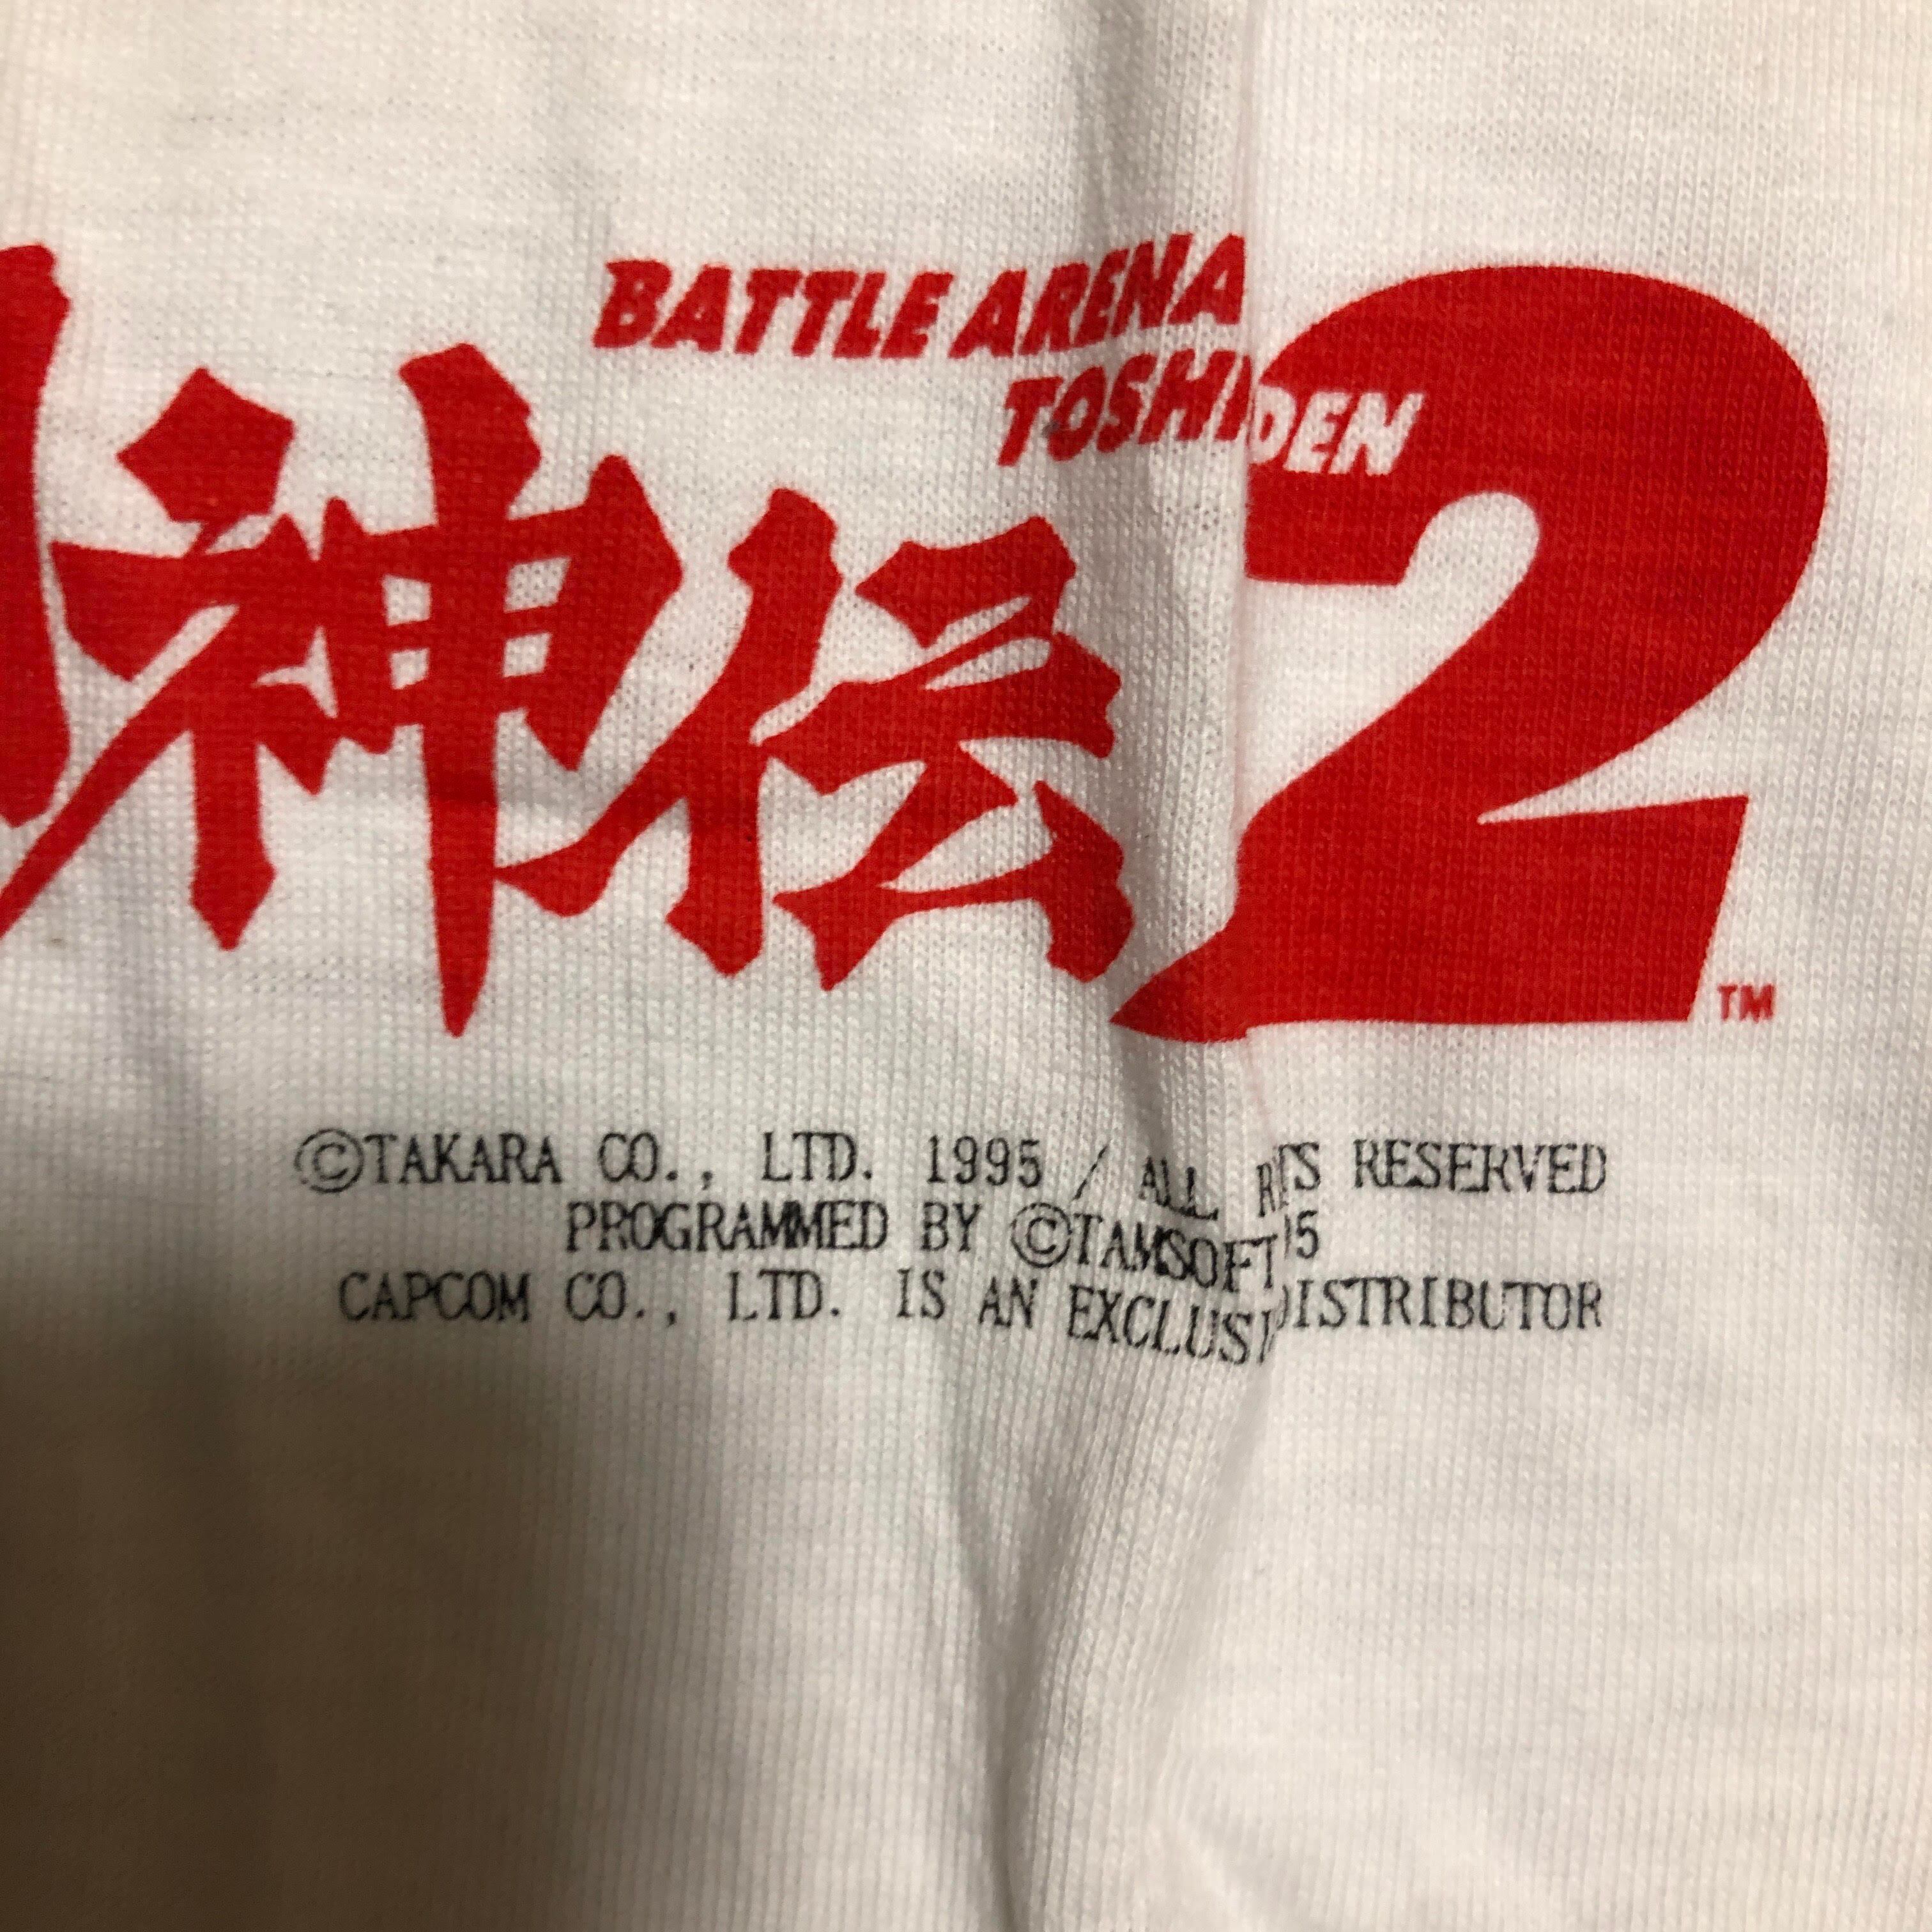 BATTLE ARENA
TOSHINDEN
神伝2 TM
©TAKARA CO., LTD. 1995 / ALL RESERVED
PROGRAMMED BY ©TAMSOFT
CAPCOM CO., LTD. IS AN DISTRIBUTOR